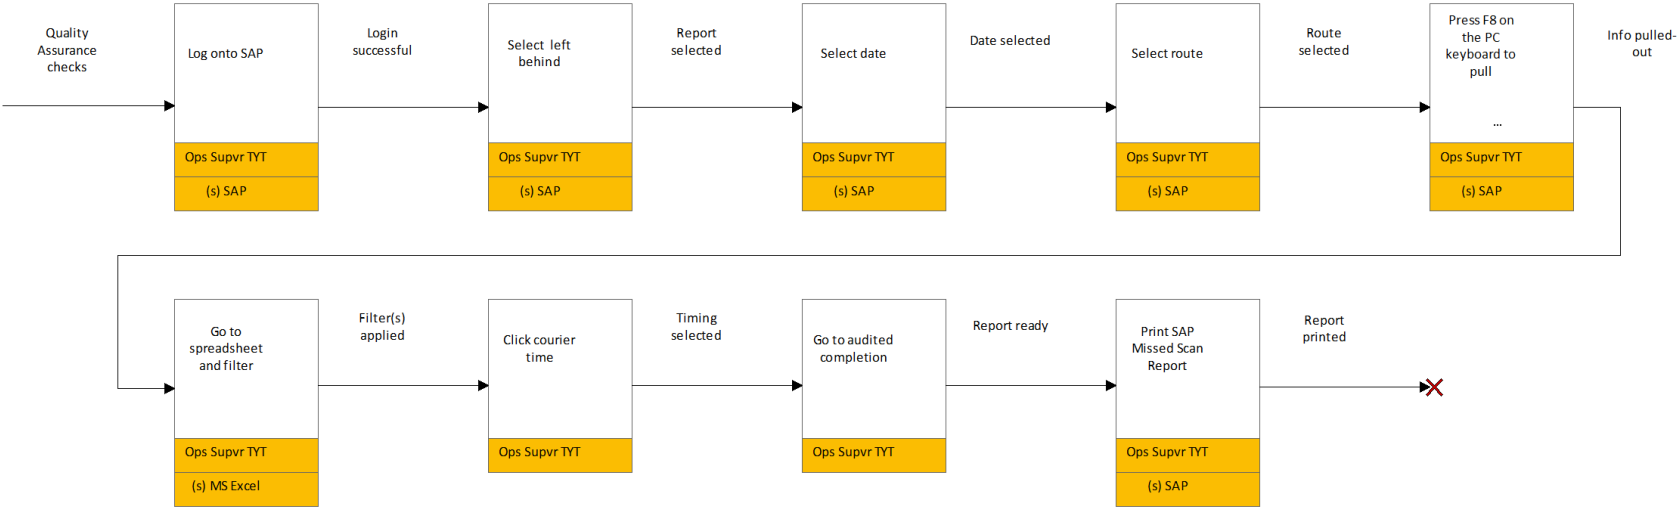 Quality
Assurance
checks
Log onto SAP
Login
successful
Select left
behind
Report
selected
Select date
Date selected
Select route
Route
selected
Press F8 on
the PC
keyboard to
pull
...
Info pulled-
out
Ops Supvr TYT
(s) SAP
Ops Supvr TYT
(s) SAP
Ops Supvr TYT
(s) SAP
Ops Supvr TYT
(s) SAP
Ops Supvr TYT
(s) SAP
Go to
spreadsheet
and filter
Filter(s)
applied
Click courier
time
Timing
selected
Go to audited
completion
Report ready
Print SAP
Missed Scan
Report
Report
printed
Ops Supvr TYT
(s) MS Excel
Ops Supvr TYT
Ops Supvr TYT
Ops Supvr TYT
(s) SAP